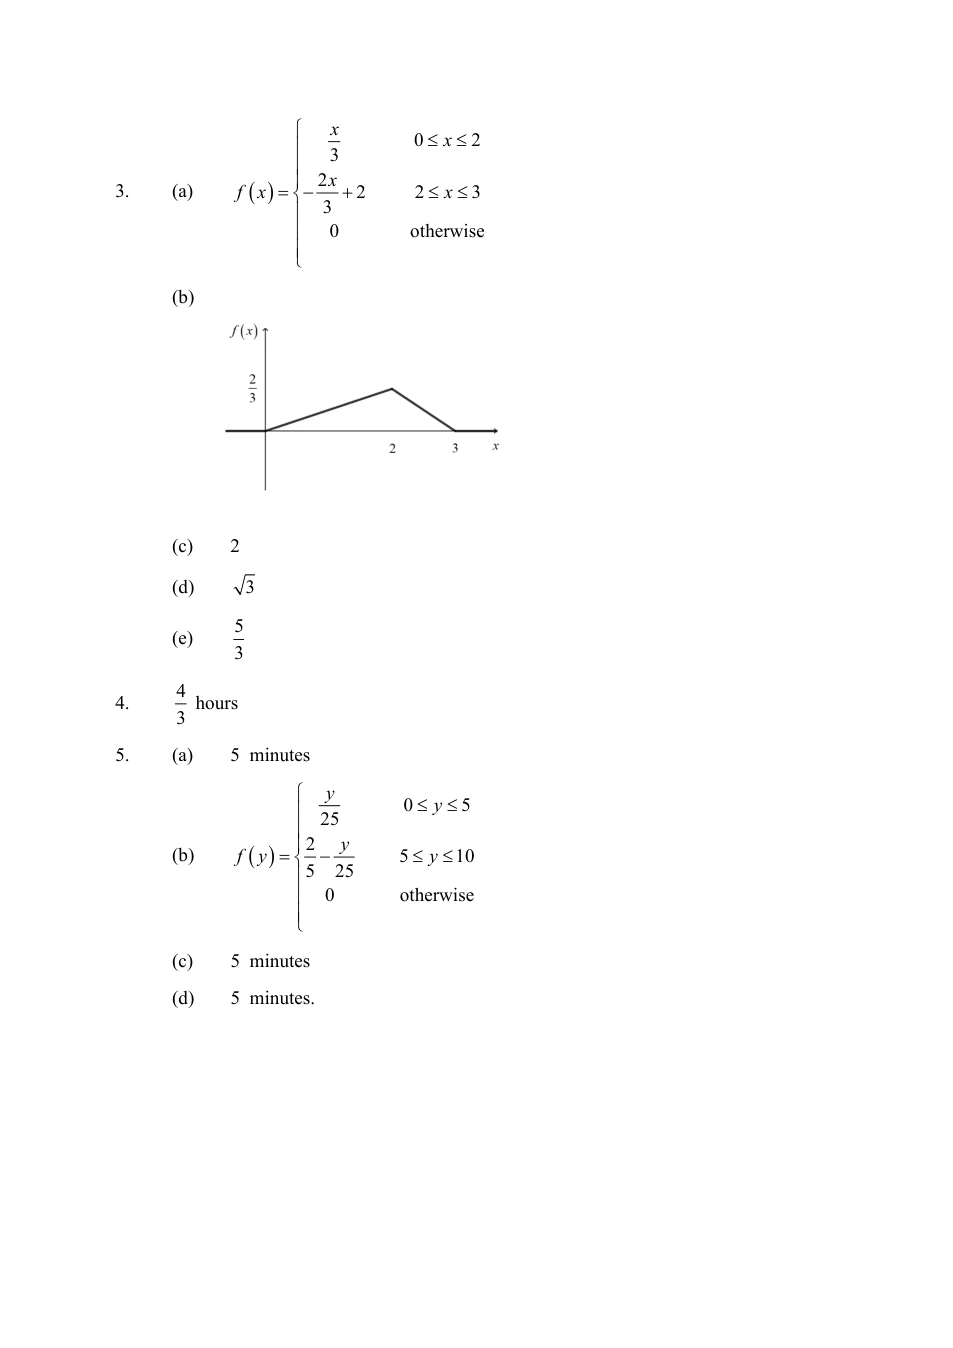 3. (a) f(x) = { x/3 0 ≤ x ≤ 2
−2x/3 + 2 2 ≤ x ≤ 3
0 otherwise
(b)
f(x)
2/3
2 3 x
(c) 2
(d) √3
(e) 5/3
4. 4/3 hours
5. (a) 5 minutes
(b) f(y) = { y/25 0 ≤ y ≤ 5
2/5 − y/25 5 ≤ y ≤ 10
0 otherwise
(c) 5 minutes
(d) 5 minutes.